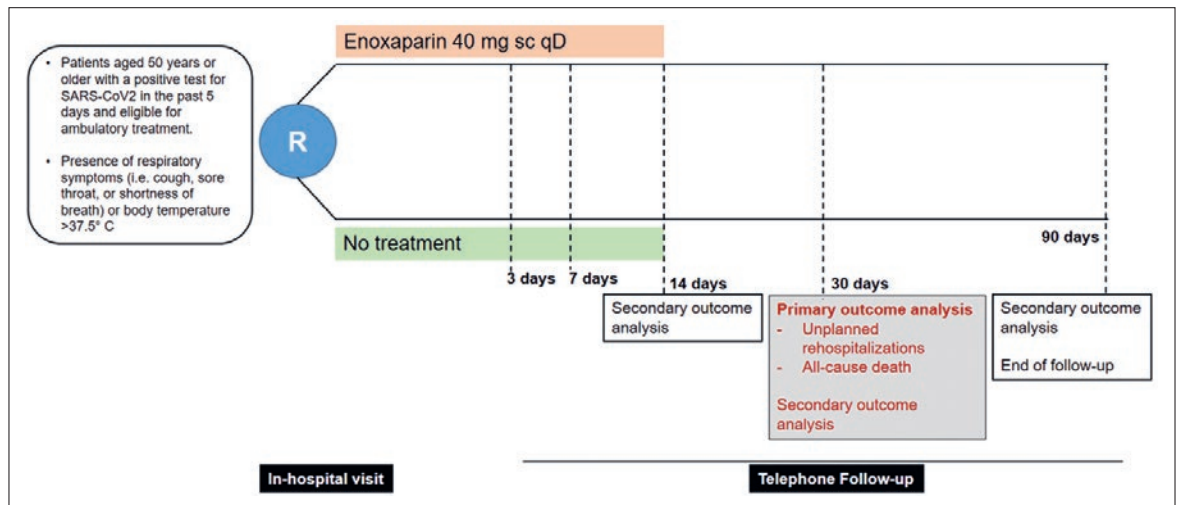 Enoxaparin 40 mg sc qD
• Patients aged 50 years or
older with a positive test for
SARS-CoV2 in the past 5
days and eligible for
ambulatory treatment.
• Presence of respiratory
symptoms (i.e. cough, sore
throat, or shortness of
breath) or body temperature
>37.5° C
R
No treatment
3 days
7 days
14 days
30 days
90 days
Secondary outcome
analysis
Primary outcome analysis
- Unplanned
rehospitalizations
- All-cause death
Secondary outcome
analysis
Secondary outcome
analysis
End of follow-up
In-hospital visit
Telephone Follow-up